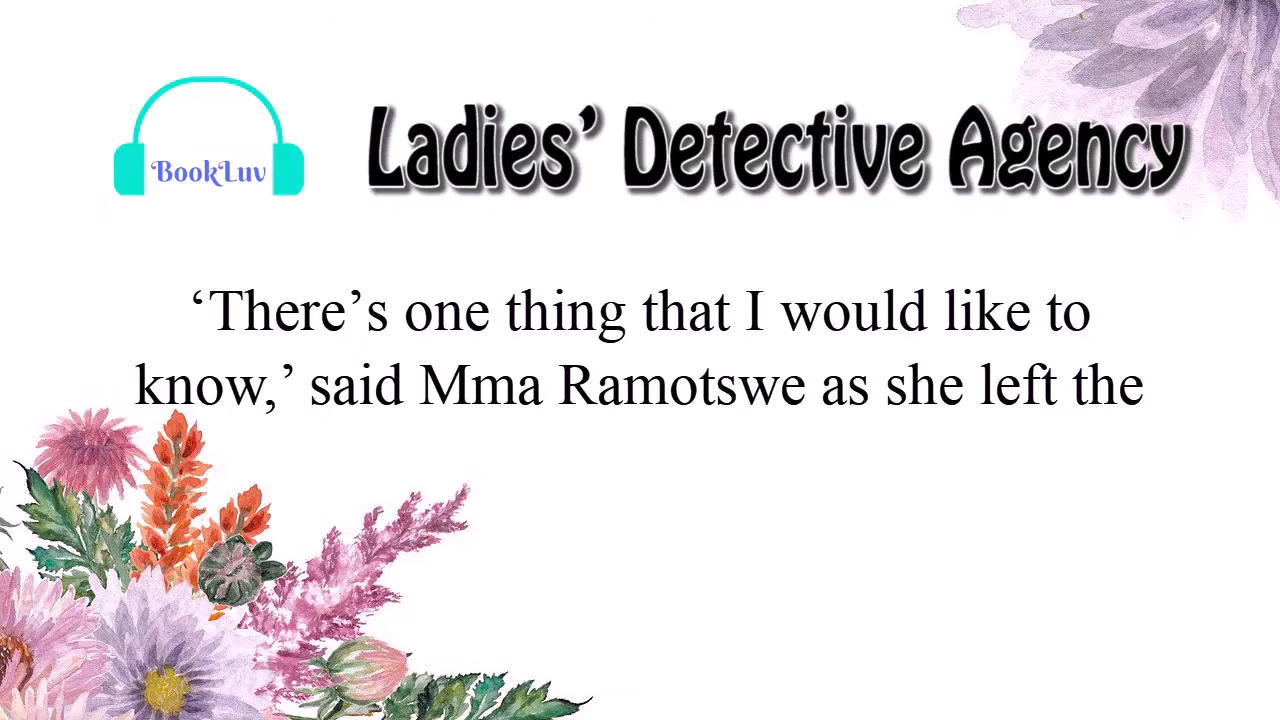 BookLuv
Ladies’ Detective Agency
‘There’s one thing that I would like to
know,’ said Mma Ramotswe as she left the